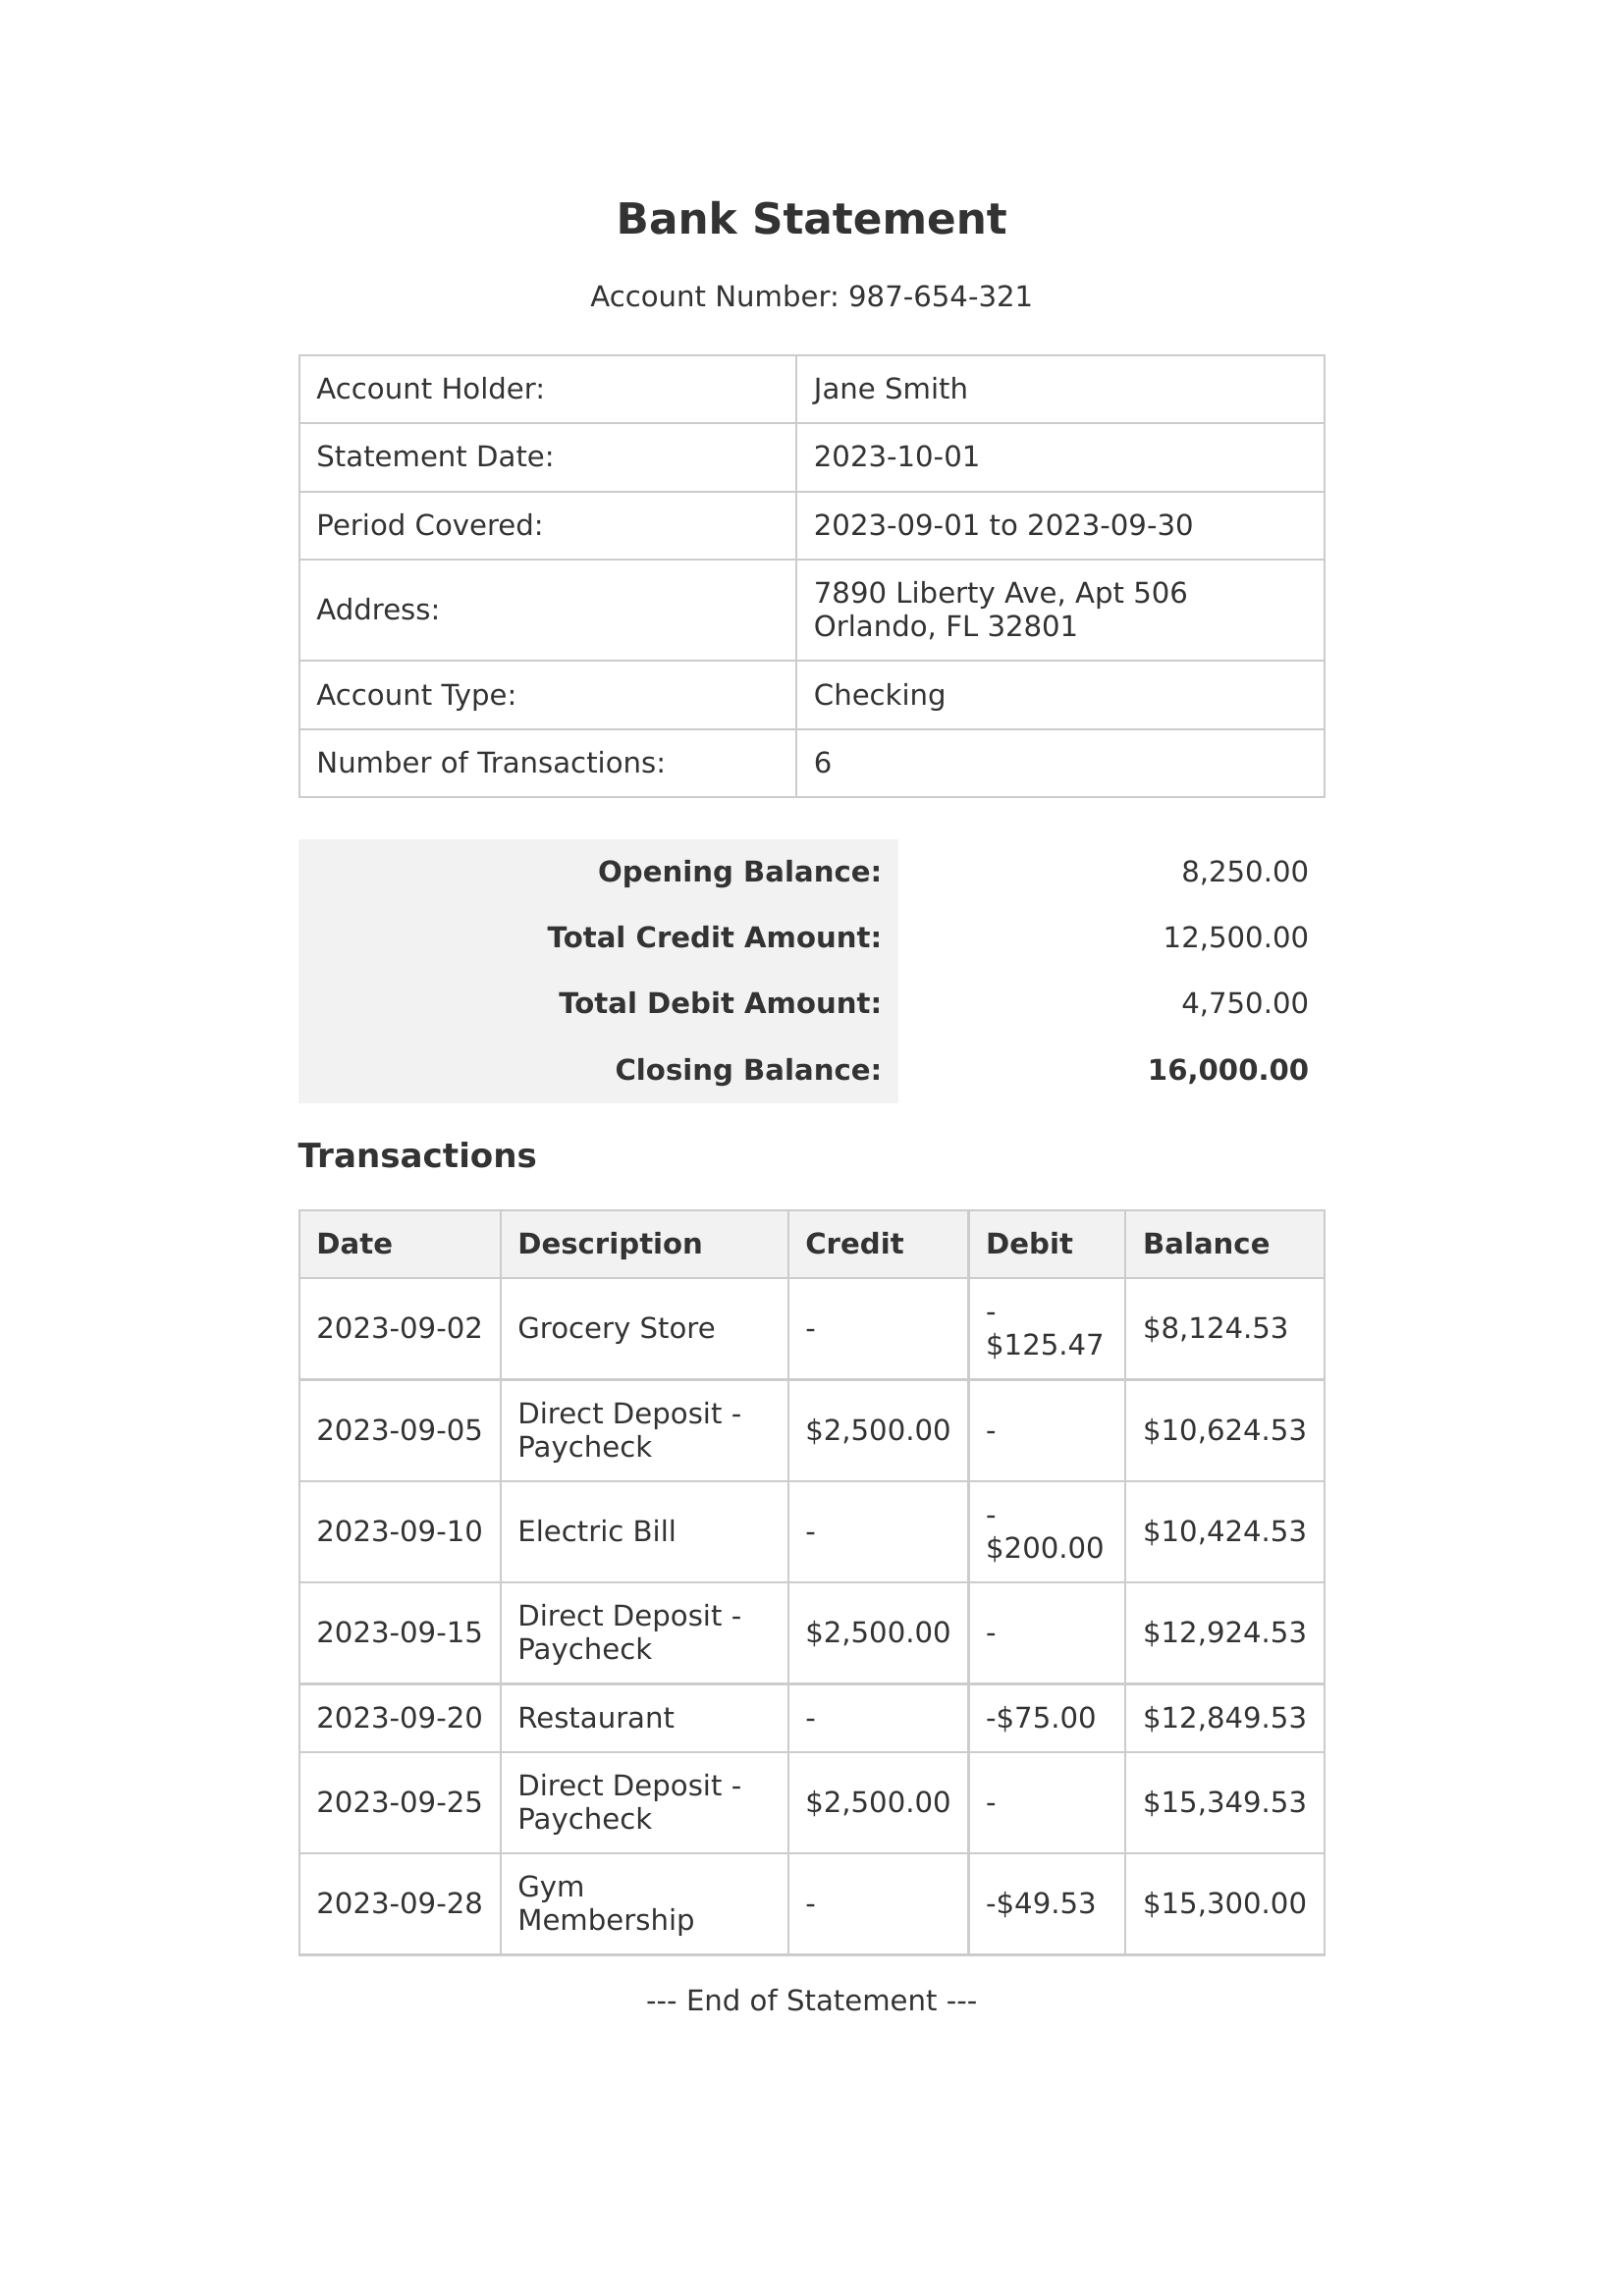 Bank Statement
Account Number: 987-654-321
Account Holder: Jane Smith
Statement Date: 2023-10-01
Period Covered: 2023-09-01 to 2023-09-30
Address: 7890 Liberty Ave, Apt 506
Orlando, FL 32801
Account Type: Checking
Number of Transactions: 6
Opening Balance: 8,250.00
Total Credit Amount: 12,500.00
Total Debit Amount: 4,750.00
Closing Balance: 16,000.00
Transactions
Date Description Credit Debit Balance
2023-09-02 Grocery Store - -
$125.47 $8,124.53
2023-09-05 Direct Deposit -
Paycheck $2,500.00 - $10,624.53
2023-09-10 Electric Bill - -
$200.00 $10,424.53
2023-09-15 Direct Deposit -
Paycheck $2,500.00 - $12,924.53
2023-09-20 Restaurant - -$75.00 $12,849.53
2023-09-25 Direct Deposit -
Paycheck $2,500.00 - $15,349.53
2023-09-28 Gym
Membership - -$49.53 $15,300.00
--- End of Statement ---